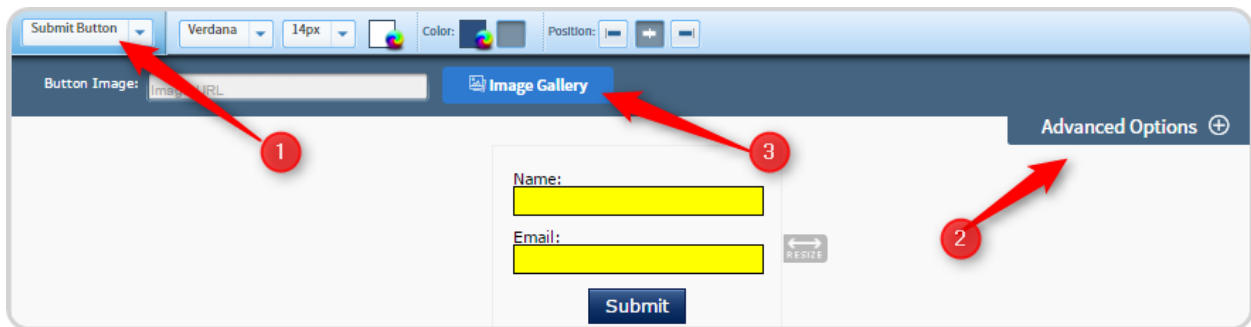 Submit Button Verdana 14px Color: Position:
Button Image: Image URL Image Gallery
Advanced Options
1
3
Name:
2
Email:
RESIZE
Submit